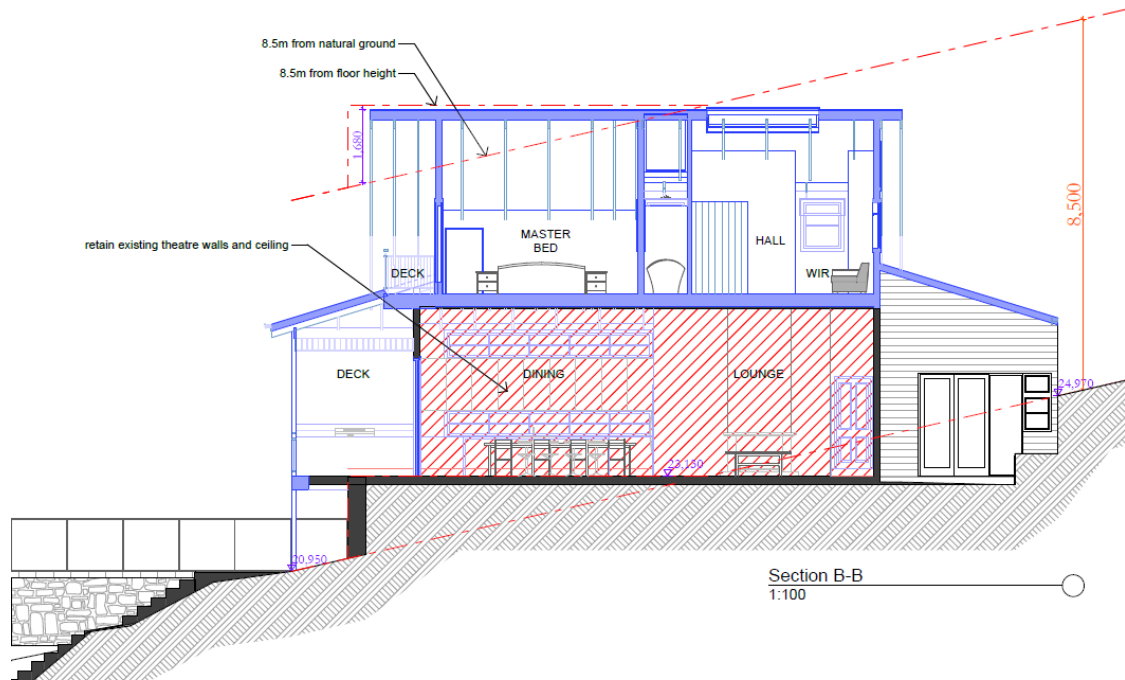 8.5m from natural ground
8.5m from floor height
1,680
8,500
retain existing theatre walls and ceiling
MASTER
BED
HALL
DECK
WIR
DECK
DINING
LOUNGE
24,970
23,150
20,950
Section B-B
1:100